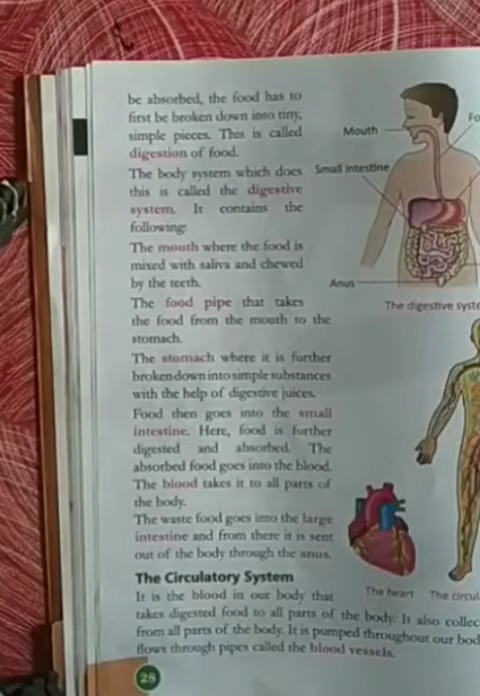 be absorbed, the food has to
first be broken down into tiny,
simple pieces. This is called
digestion of food.
The body system which does
this is called the digestive
system. It contains the
following:
The mouth where the food is
mixed with saliva and chewed
by the teeth.
The food pipe that takes
the food from the mouth to the
stomach.
The stomach where it is further
broken down into simple substances
with the help of digestive juices.
Food then goes into the small
intestine. Here, food is further
digested and absorbed. The
absorbed food goes into the blood.
The blood takes it to all parts of
the body.
The waste food goes into the large
intestine and from there it is sent
out of the body through the anus.
Mouth
Small intestine
Anus
The digestive
The heart
The
The Circulatory System
It is the blood in our body that
takes digested food to all parts of the body. It also
from all parts of the body. It is pumped throughout our
flows through pipes called the blood vessels.
28